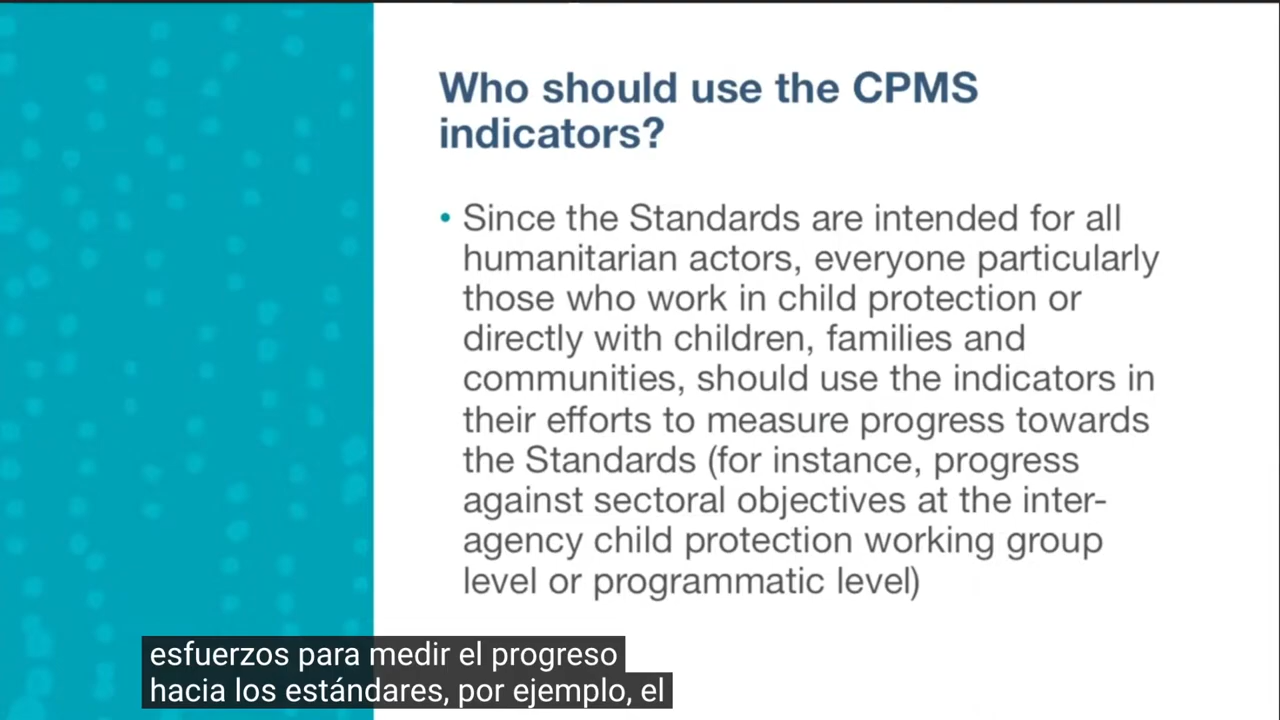 Who should use the CPMS
indicators?
• Since the Standards are intended for all
humanitarian actors, everyone particularly
those who work in child protection or
directly with children, families and
communities, should use the indicators in
their efforts to measure progress towards
the Standards (for instance, progress
against sectoral objectives at the inter-
agency child protection working group
level or programmatic level)
esfuerzos para medir el progreso
hacia los estándares, por ejemplo, el